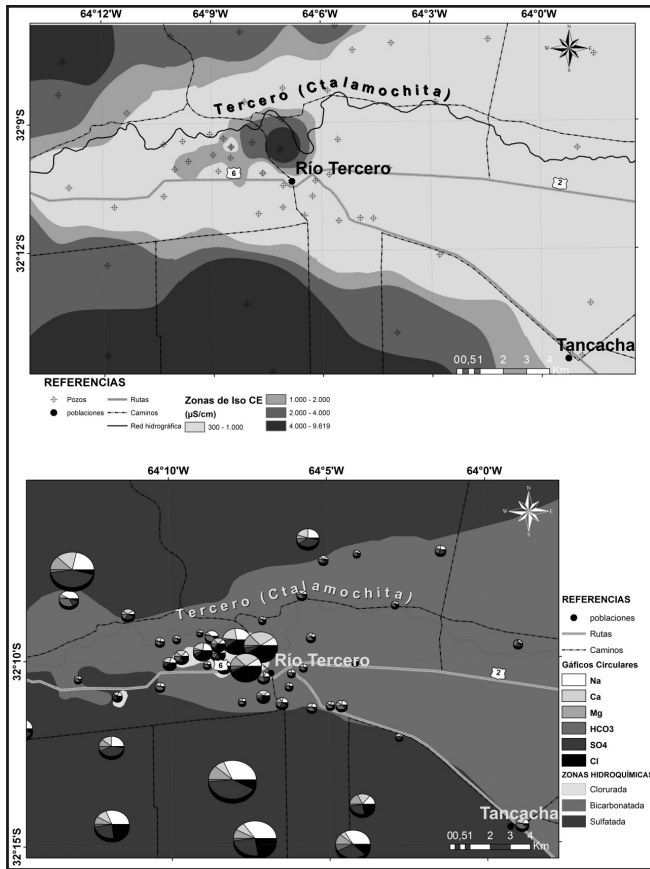 64°12'W 64°9'W 64°6'W 64°3'W 64°0'W
N
W E
S
Tercero (Ctalamochita)
32°9'S
6
Río Tercero
2
32°12'S
Tancacha
00,51 2 3 4
Km
REFERENCIAS
Pozos
poblaciones
Rutas
Caminos
Red hidrográfica
Zonas de Iso CE
(µS/cm)
300 - 1.000
1.000 - 2.000
2.000 - 4.000
4.000 - 9.619
64°10'W 64°5'W 64°0'W
N
W E
S
Tercero (Ctalamochita)
32°10'S
6
Río Tercero
2
Tancacha
00,51 2 3 4
Km
32°15'S
REFERENCIAS
poblaciones
Rutas
Caminos
Gáficos Circulares
Na
Ca
Mg
HCO3
SO4
Cl
ZONAS HIDROQUÍMICAS
Clorurada
Bicarbonatada
Sulfatada